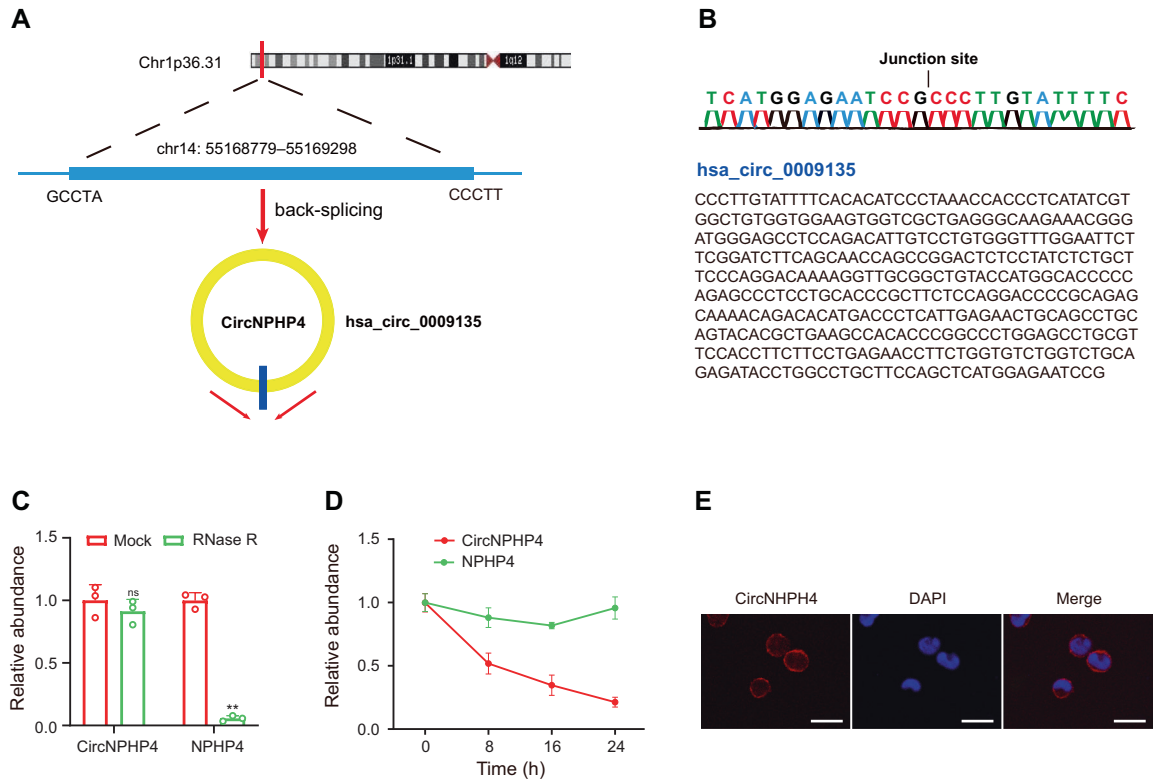 A
Chr1p36.31
1p31.1
1q12
chr14: 55168779–55169298
GCCTA
CCCTT
back-splicing
CircNPHP4
hsa_circ_0009135
B
Junction site
TCATGGAGAATCCGCCCTTGTATTTTC
hsa_circ_0009135
CCCTTGTATTTTCACACATCCCTAAACCACCCTCATATCGT
GGCTGTGGTGGAAGTGGTCGCTGAGGGCAAGAAACGGG
ATGGGAGCCTCCAGACATTGTCCTGTGGGTTTGGAATTCT
TCGGATCTTCAGCAACCAGCCGGACTCTCCTATCTCTGCT
TCCCAGGACAAAAGGTTGCGGCTGTACCATGGCACCCCC
AGAGCCCTCCTGCACCCGCTTCTCCAGGACCCCGCAGAG
CAAAACAGACACATGACCCTCATTGAGAACTGCAGCCTGC
AGTACACGCTGAAGCCACACCCGGCCCTGGAGCCTGCGT
TCCACCTTCTTCCTGAGAACCTTCTGGTGTCTGGTCTGCA
GAGATACCTGGCCTGCTTCCAGCTCATGGAGAATCCG
C
Relative abundance
1.5
1.0
0.5
0.0
Mock
RNase R
ns
**
CircNPHP4
NPHP4
D
Relative abundance
1.5
1.0
0.5
0.0
CircNPHP4
NPHP4
0
8
16
24
Time (h)
E
CircNHPH4
DAPI
Merge